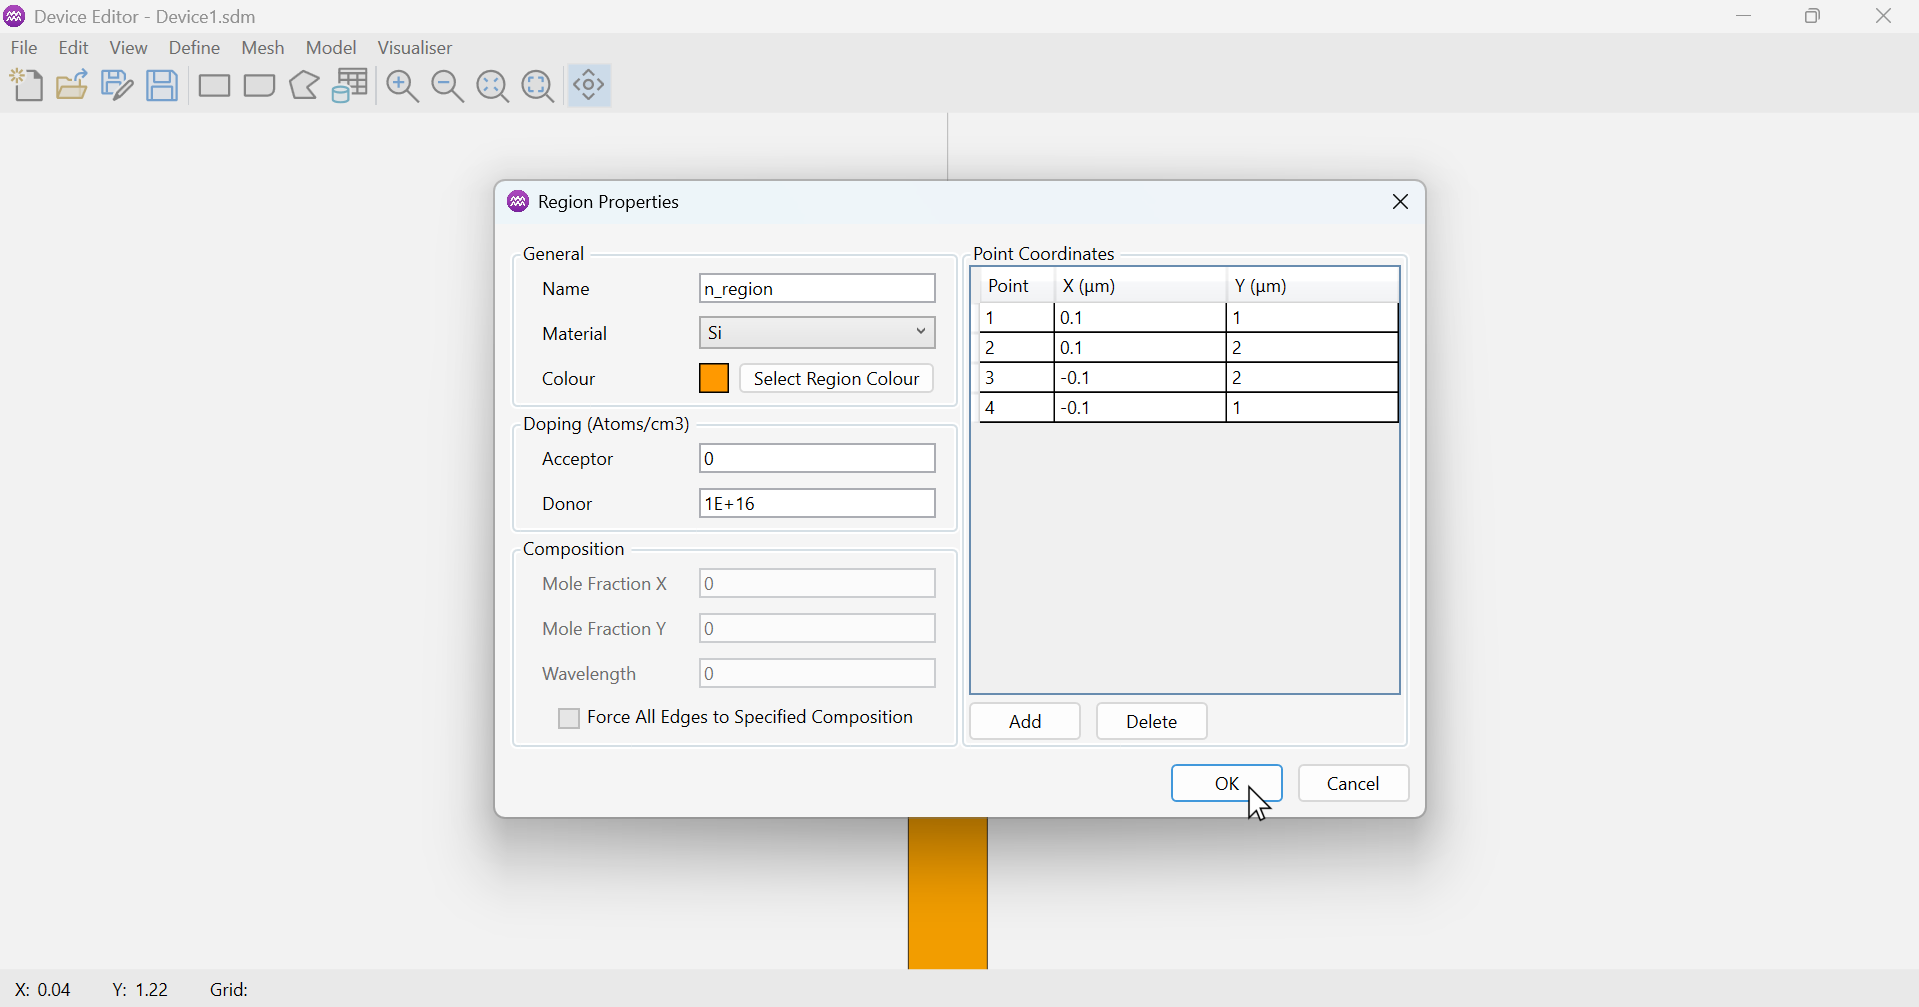 Device Editor - Device1.sdm
File Edit View Define Mesh Model Visualiser
Region Properties
General
Name n_region
Material Si
Colour Select Region Colour
Doping (Atoms/cm3)
Acceptor 0
Donor 1E+16
Composition
Mole Fraction X 0
Mole Fraction Y 0
Wavelength 0
Force All Edges to Specified Composition
Point Coordinates
Point X (μm) Y (μm)
1 0.1 1
2 0.1 2
3 -0.1 2
4 -0.1 1
Add Delete
OK Cancel
X: 0.04 Y: 1.22 Grid: